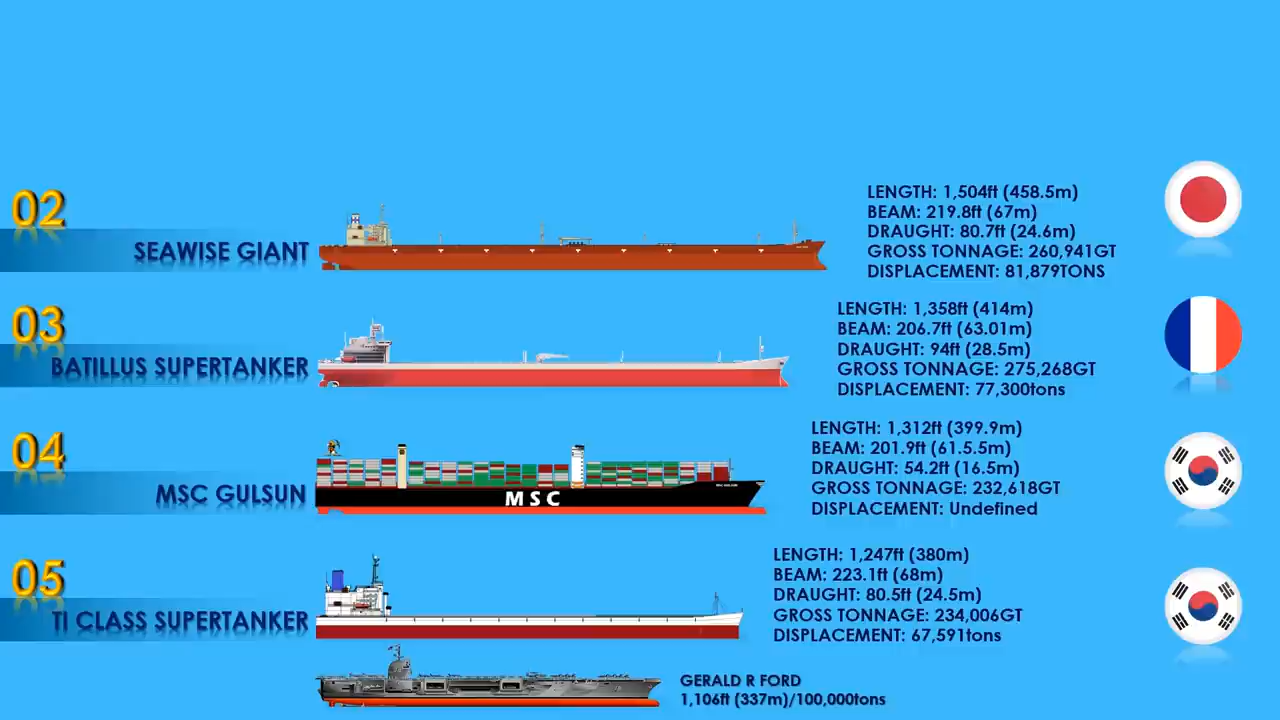 02
SEAWISE GIANT
LENGTH: 1,504ft (458.5m)
BEAM: 219.8ft (67m)
DRAUGHT: 80.7ft (24.6m)
GROSS TONNAGE: 260,941GT
DISPLACEMENT: 81,879TONS
03
BATILLUS SUPERTANKER
LENGTH: 1,358ft (414m)
BEAM: 206.7ft (63.01m)
DRAUGHT: 94ft (28.5m)
GROSS TONNAGE: 275,268GT
DISPLACEMENT: 77,300tons
04
MSC GULSUN
MSC
LENGTH: 1,312ft (399.9m)
BEAM: 201.9ft (61.5.5m)
DRAUGHT: 54.2ft (16.5m)
GROSS TONNAGE: 232,618GT
DISPLACEMENT: Undefined
05
TI CLASS SUPERTANKER
LENGTH: 1,247ft (380m)
BEAM: 223.1ft (68m)
DRAUGHT: 80.5ft (24.5m)
GROSS TONNAGE: 234,006GT
DISPLACEMENT: 67,591tons
GERALD R FORD
1,106ft (337m)/100,000tons